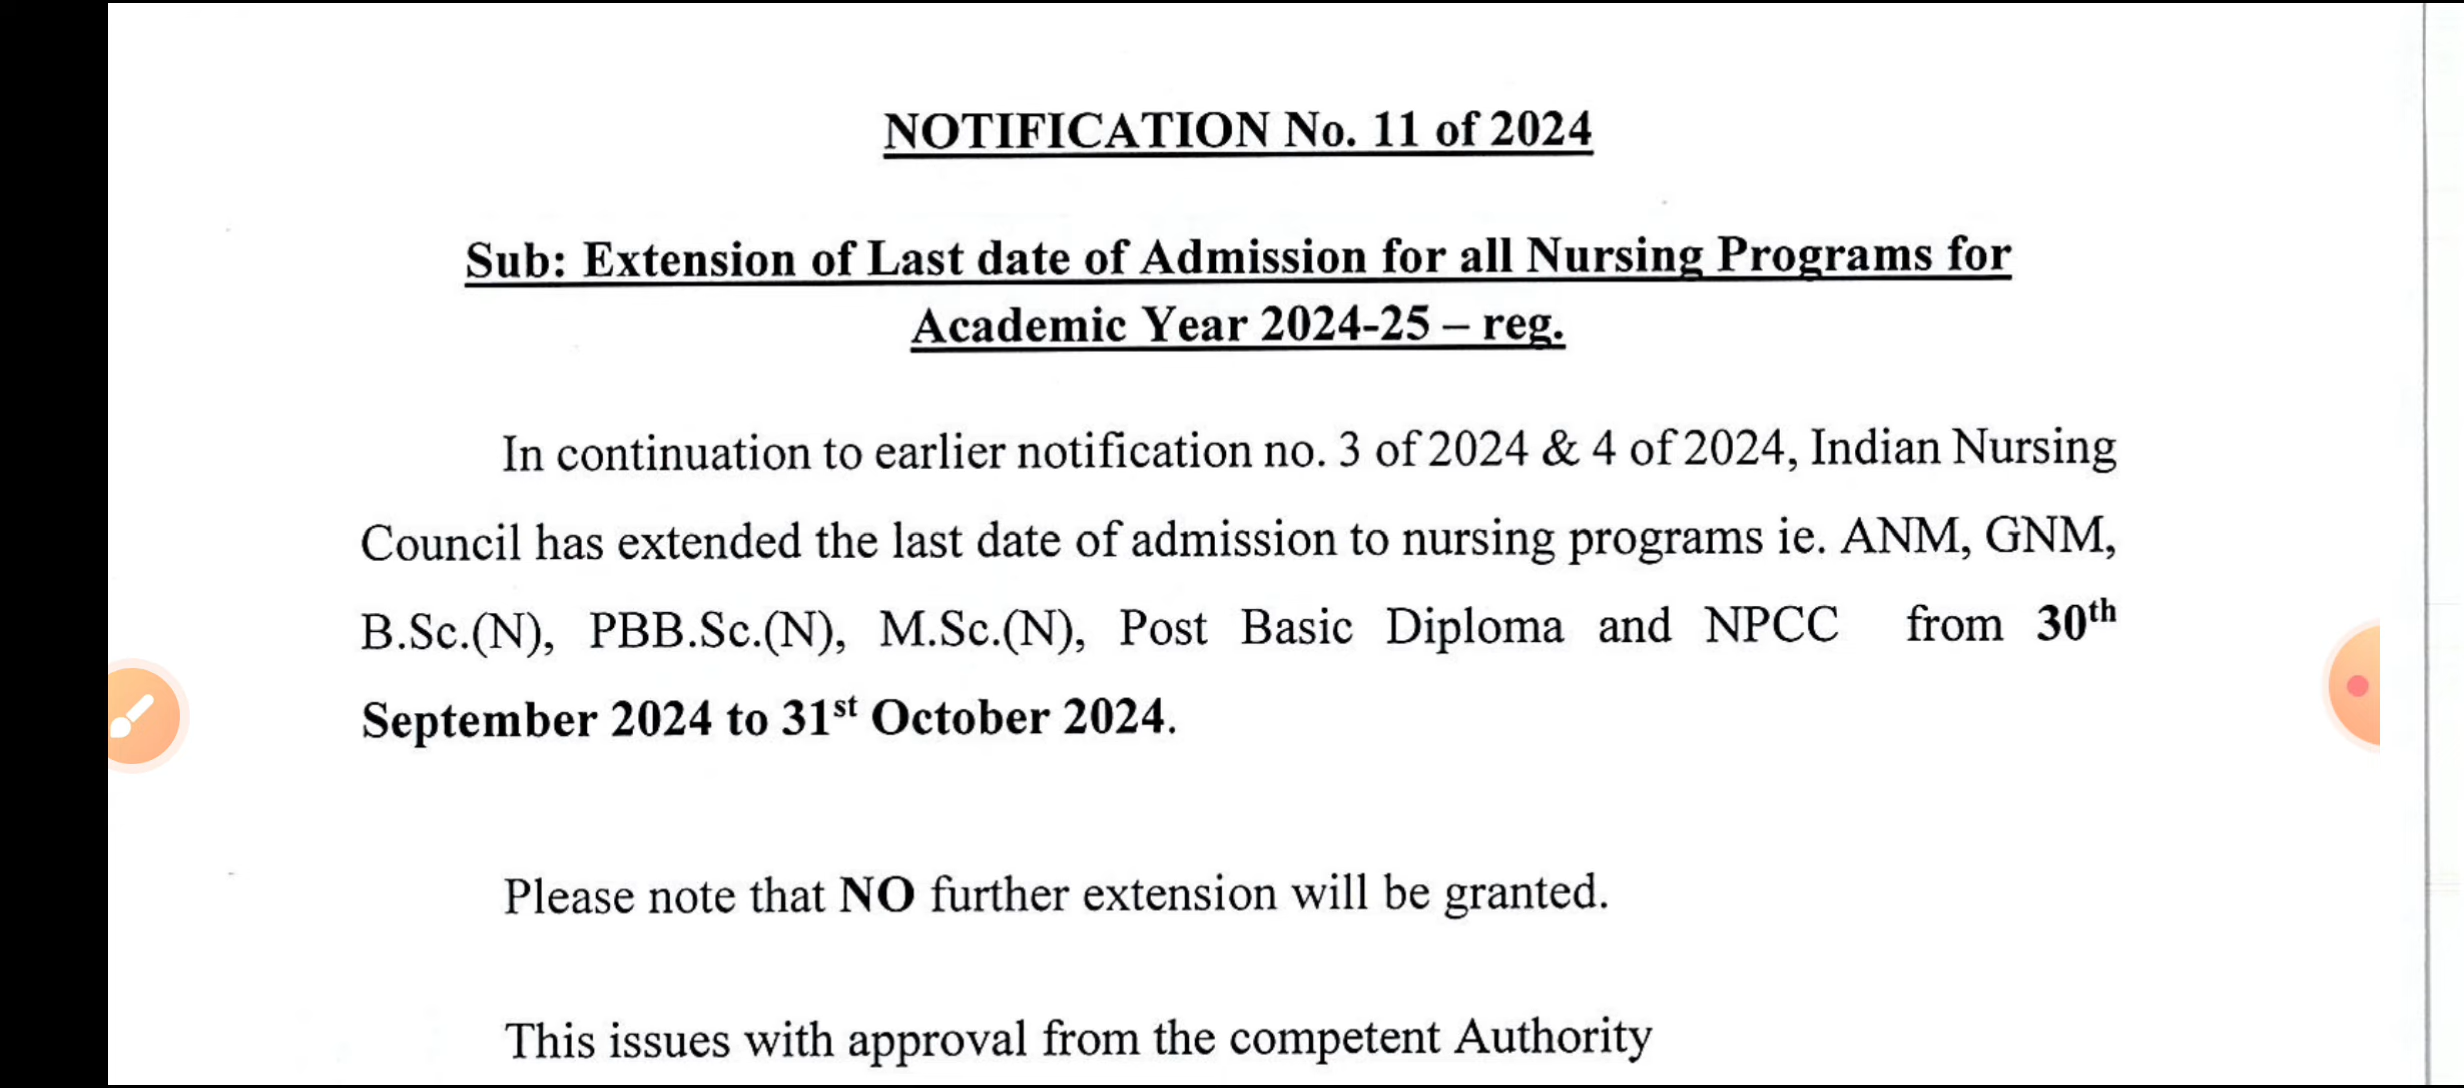 NOTIFICATION No. 11 of 2024
Sub: Extension of Last date of Admission for all Nursing Programs for
Academic Year 2024-25 – reg.
In continuation to earlier notification no. 3 of 2024 & 4 of 2024, Indian Nursing
Council has extended the last date of admission to nursing programs ie. ANM, GNM,
B.Sc.(N), PBB.Sc.(N), M.Sc.(N), Post Basic Diploma and NPCC from 30th
September 2024 to 31st October 2024.
Please note that NO further extension will be granted.
This issues with approval from the competent Authority